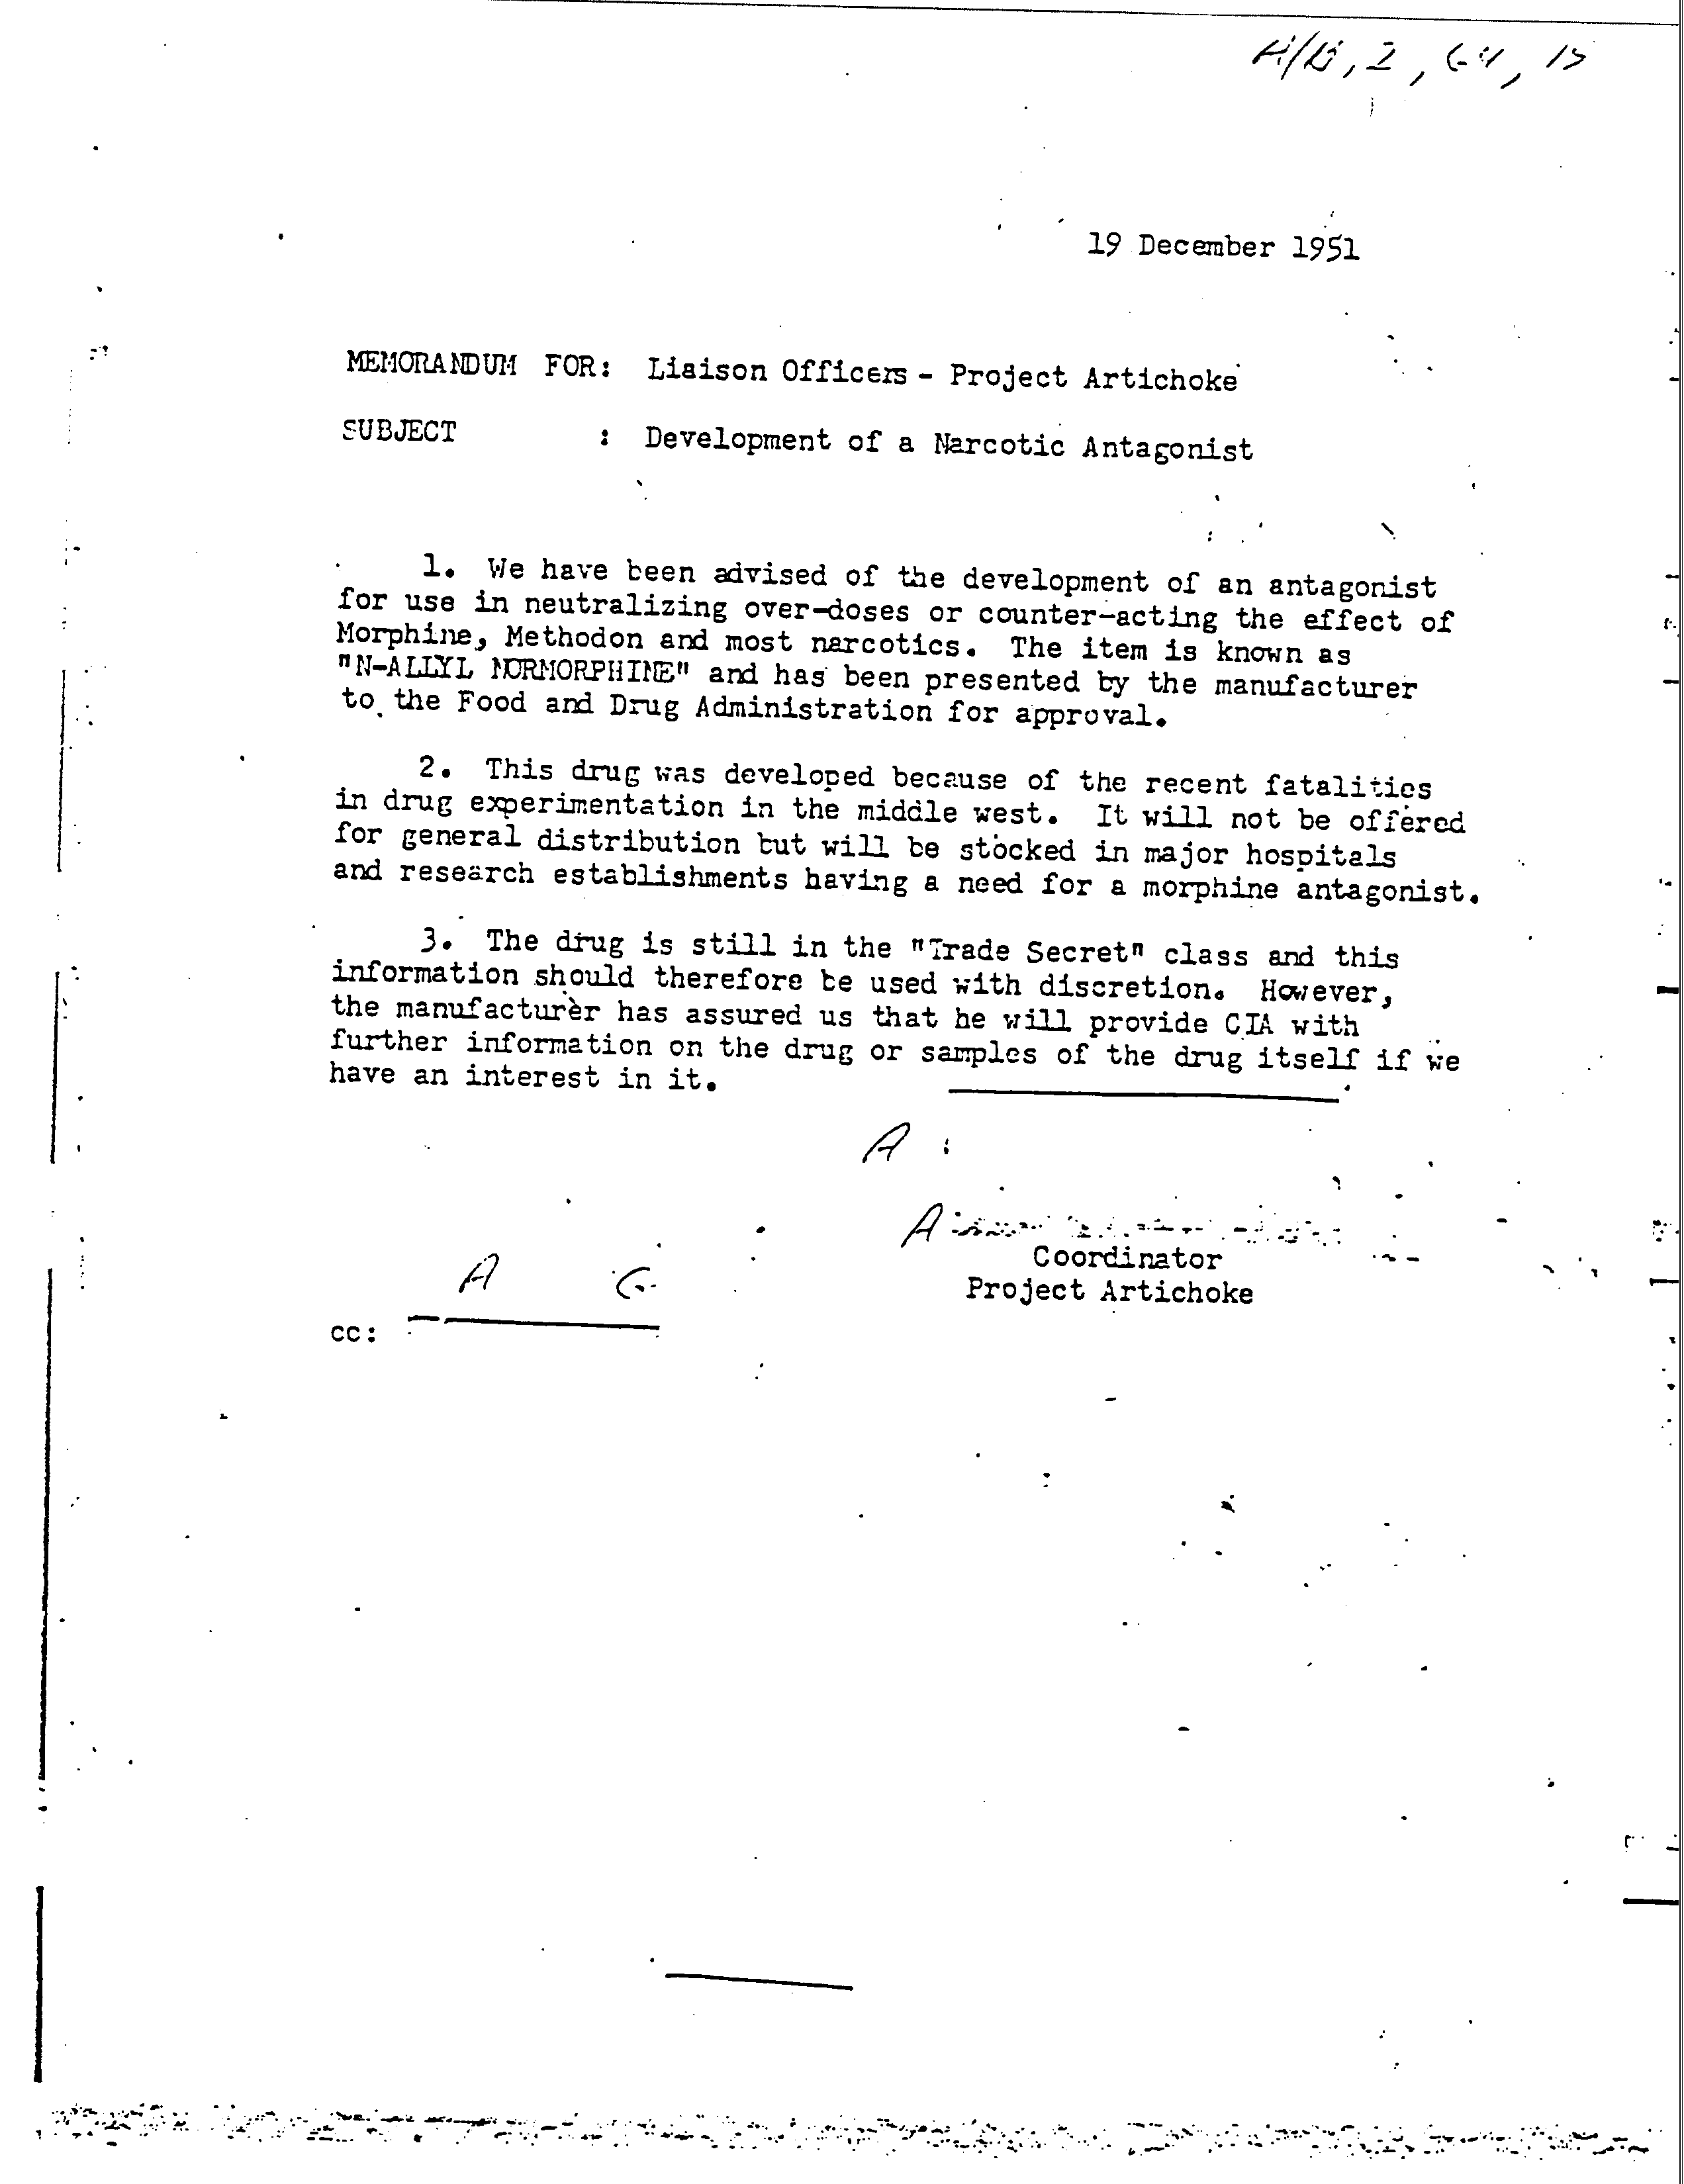 19 December 1951
MEMORANDUM FOR: Liaison Officers - Project Artichoke
SUBJECT : Development of a Narcotic Antagonist
1. We have been advised of the development of an antagonist
for use in neutralizing over-doses or counter-acting the effect of
Morphine, Methodon and most narcotics. The item is known as
"N-ALLYL NORMORPHINE" and has been presented by the manufacturer
to the Food and Drug Administration for approval.
2. This drug was developed because of the recent fatalities
in drug experimentation in the middle west. It will not be offered
for general distribution but will be stocked in major hospitals
and research establishments having a need for a morphine antagonist.
3. The drug is still in the "Trade Secret" class and this
information should therefore be used with discretion. However,
the manufacturer has assured us that he will provide CIA with
further information on the drug or samples of the drug itself if we
have an interest in it.
A
A
Coordinator
A G
Project Artichoke
cc: